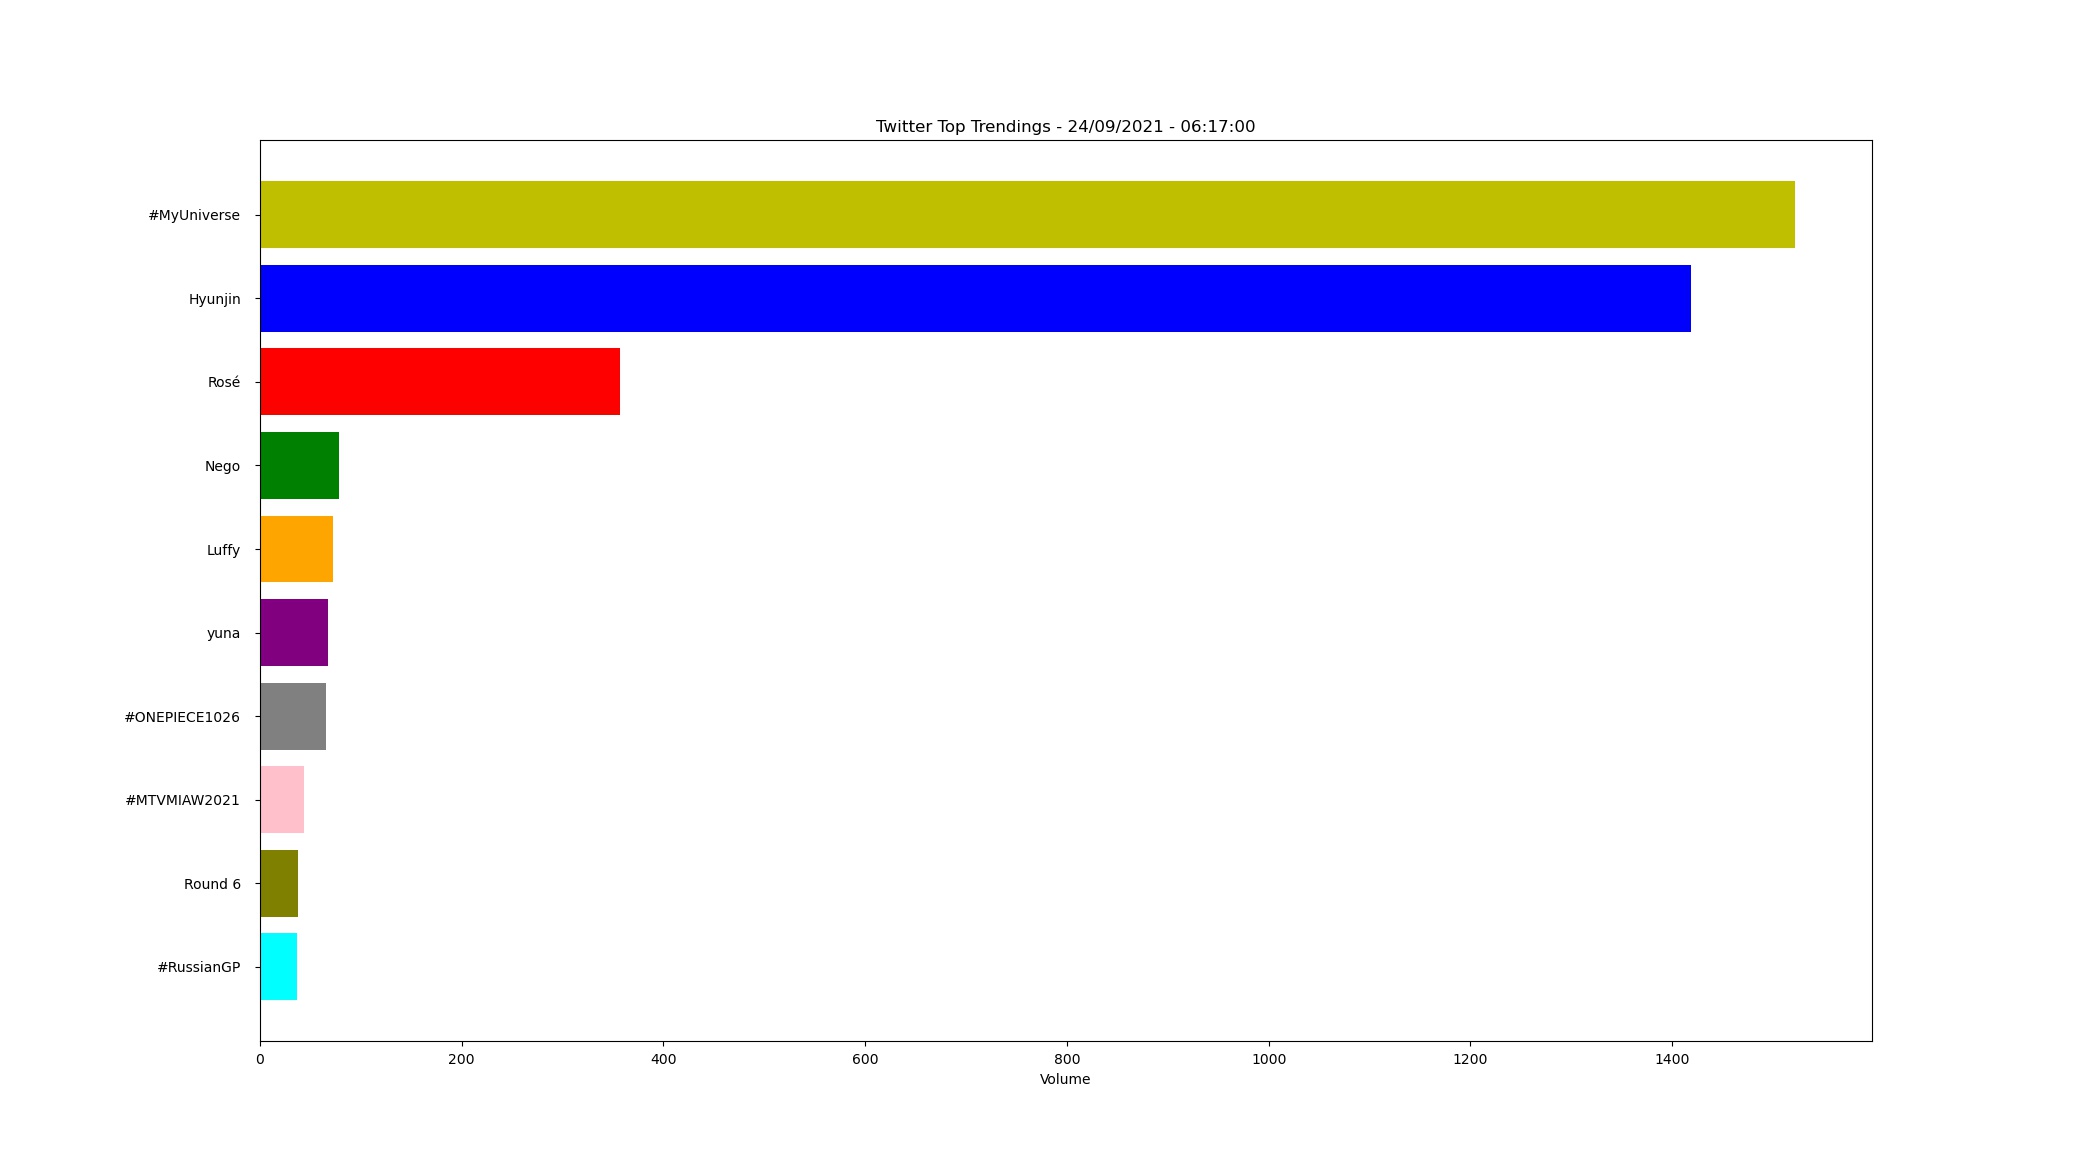 Twitter Top Trendings - 24/09/2021 - 06:17:00
#MyUniverse
Hyunjin
Rosé
Nego
Luffy
yuna
#ONEPIECE1026
#MTVMIAW2021
Round 6
#RussianGP
0 200 400 600 800 1000 1200 1400
Volume